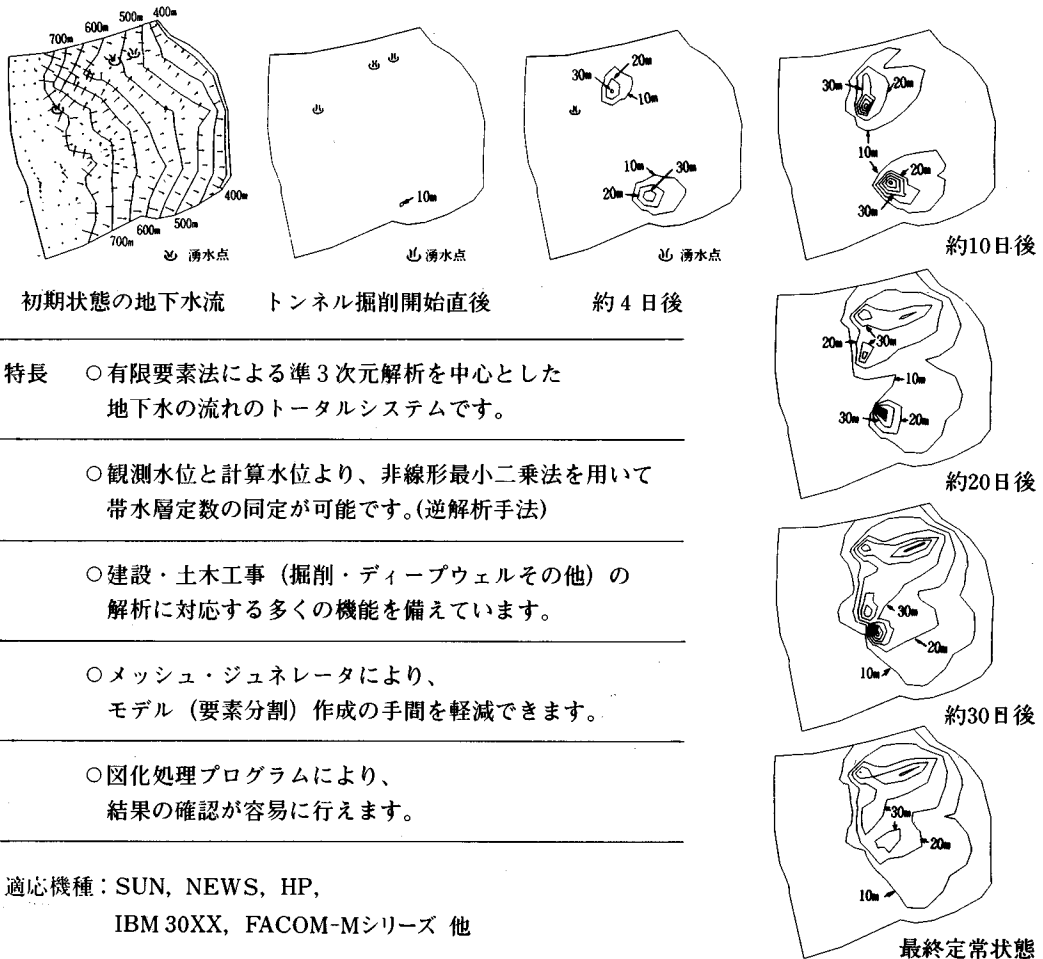 700m 600m 500m 400m
400m
500m
600m
700m
湧水点
初期状態の地下水流
10m
湧水点
トンネル掘削開始直後
30m 20m
10m
10m 30m
20m
湧水点
約4日後
30m 20m
10m
20m
30m
約10日後
20m 30m
10m
30m 20m
約20日後
30m
20m
10m
約30日後
30m
20m
10m
最終定常状態
特長 ○有限要素法による準3次元解析を中心とした
地下水の流れのトータルシステムです。
○観測水位と計算水位より、非線形最小二乗法を用いて
帯水層定数の同定が可能です。(逆解析手法)
○建設・土木工事（掘削・ディープウェルその他）の
解析に対応する多くの機能を備えています。
○メッシュ・ジュネレータにより、
モデル（要素分割）作成の手間を軽減できます。
○図化処理プログラムにより、
結果の確認が容易に行えます。
適応機種：SUN, NEWS, HP,
IBM 30XX, FACOM-Mシリーズ 他